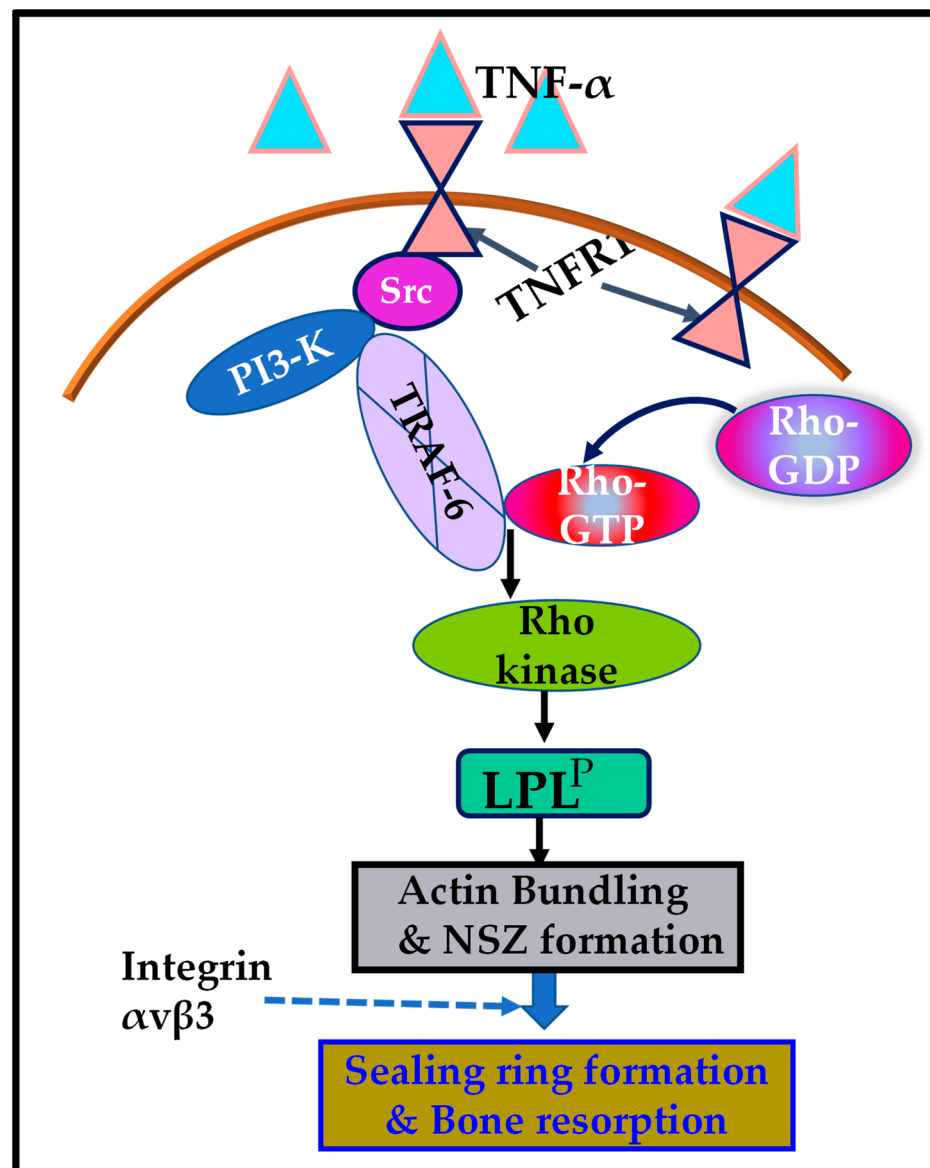 TNF-α
TNFR1
Src
PI3-K
TRAF-6
Rho-
GDP
Rho-
GTP
Rho
kinase
LPLᴾ
Actin Bundling
& NSZ formation
Integrin
αvβ3
Sealing ring formation
& Bone resorption